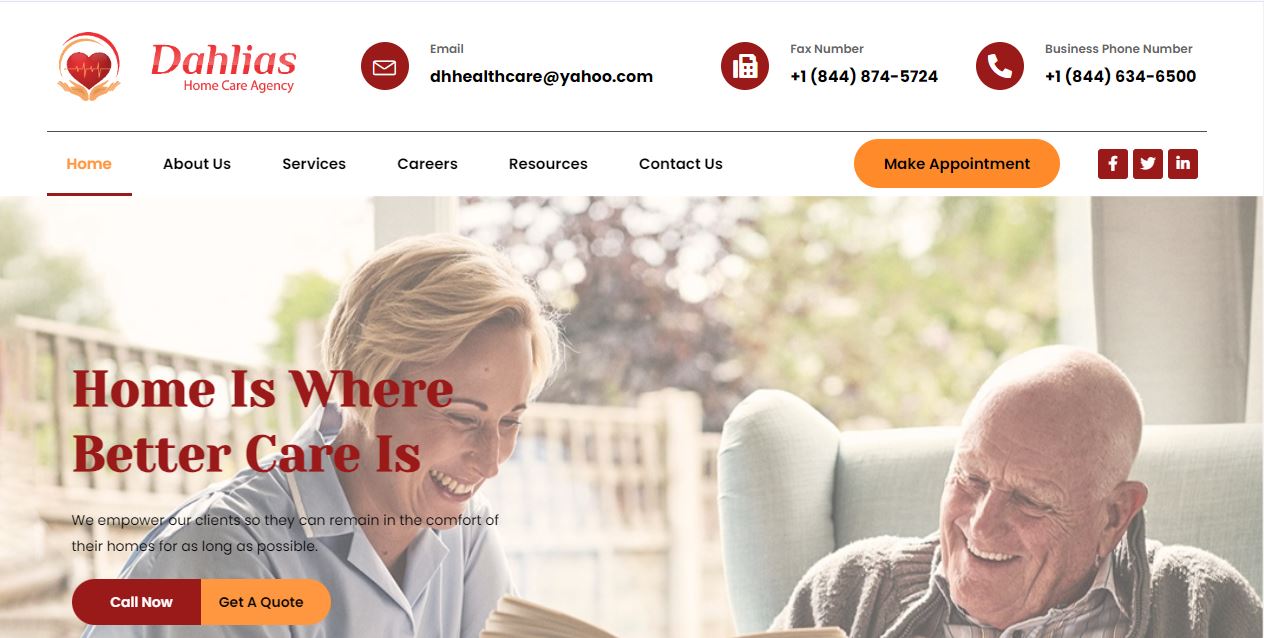 Dahlias
Home Care Agency
Email
dhhealthcare@yahoo.com
Fax Number
+1 (844) 874-5724
Business Phone Number
+1 (844) 634-6500
Home
About Us
Services
Careers
Resources
Contact Us
Make Appointment
Home Is Where
Better Care Is
We empower our clients so they can remain in the comfort of
their homes for as long as possible.
Call Now
Get A Quote